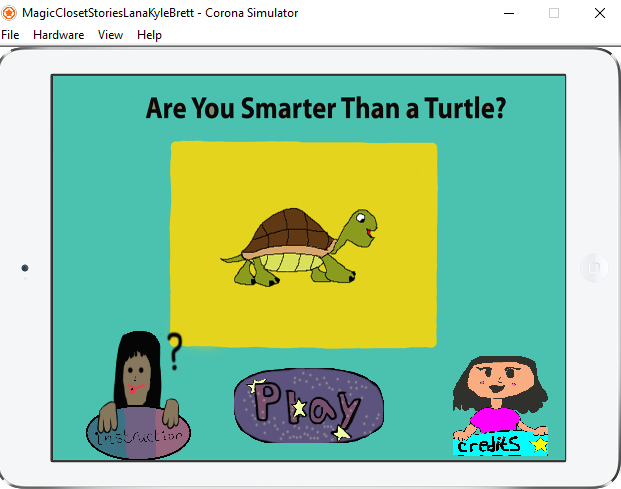 MagicClosetStoriesLanaKyleBrett - Corona Simulator
File Hardware View Help
Are You Smarter Than a Turtle?
?
instruction
Play
credits